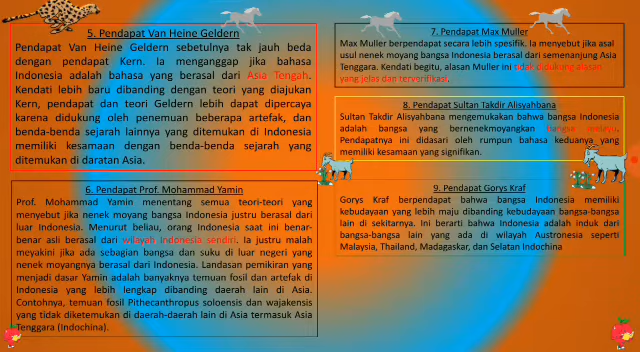 5. Pendapat Van Heine Geldern
Pendapat Van Heine Geldern sebetulnya tak jauh beda
dengan pendapat Kern. Ia menganggap jika bahasa
Indonesia adalah bahasa yang berasal dari Asia Tengah.
Kendati lebih baru dibanding dengan teori yang diajukan
Kern, pendapat dan teori Geldern lebih dapat dipercaya
karena didukung oleh penemuan beberapa artefak, dan
benda-benda sejarah lainnya yang ditemukan di Indonesia
memiliki kesamaan dengan benda-benda sejarah yang
ditemukan di daratan Asia.
6. Pendapat Prof. Mohammad Yamin
Prof. Mohammad Yamin menentang semua teori-teori yang
menyebut jika nenek moyang bangsa Indonesia justru berasal dari
luar Indonesia. Menurut beliau, orang Indonesia saat ini benar-
benar asli berasal dari wilayah Indonesia sendiri. Ia justru malah
meyakini jika ada sebagian bangsa dan suku di luar negeri yang
nenek moyangnya berasal dari Indonesia. Landasan pemikiran yang
menjadi dasar Yamin adalah banyaknya temuan fosil dan artefak di
Indonesia yang lebih lengkap dibanding daerah lain di Asia.
Contohnya, temuan fosil Pithecanthropus soloensis dan wajakensis
yang tidak diketemukan di daerah-daerah lain di Asia termasuk Asia
Tenggara (Indochina).
7. Pendapat Max Muller
Max Muller berpendapat secara lebih spesifik. Ia menyebut jika asal
usul nenek moyang bangsa Indonesia berasal dari semenanjung Asia
Tenggara. Kendati begitu, alasan Muller ini tidak didukung alasan
yang jelas dan terverifikasi.
8. Pendapat Sultan Takdir Alisyahbana
Sultan Takdir Alisyahbana mengemukakan bahwa bangsa Indonesia
adalah bangsa yang bernenekmoyangkan bangsa melayu.
Pendapatnya ini didasari oleh rumpun bahasa keduanya yang
memiliki kesamaan yang signifikan.
9. Pendapat Gorys Kraf
Gorys Kraf berpendapat bahwa bangsa Indonesia memiliki
kebudayaan yang lebih maju dibanding kebudayaan bangsa-bangsa
lain di sekitarnya. Ini berarti bahwa Indonesia adalah induk dari
bangsa-bangsa lain yang ada di wilayah Austronesia seperti
Malaysia, Thailand, Madagaskar, dan Selatan Indochina